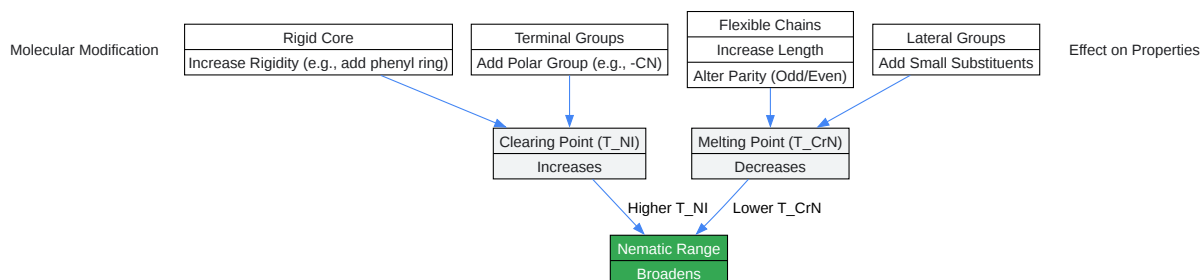 Molecular Modification
Rigid Core
Increase Rigidity (e.g., add phenyl ring)
Terminal Groups
Add Polar Group (e.g., -CN)
Flexible Chains
Increase Length
Alter Parity (Odd/Even)
Lateral Groups
Add Small Substituents
Effect on Properties
Clearing Point (T_NI)
Increases
Melting Point (T_CrN)
Decreases
Higher T_NI
Lower T_CrN
Nematic Range
Broadens